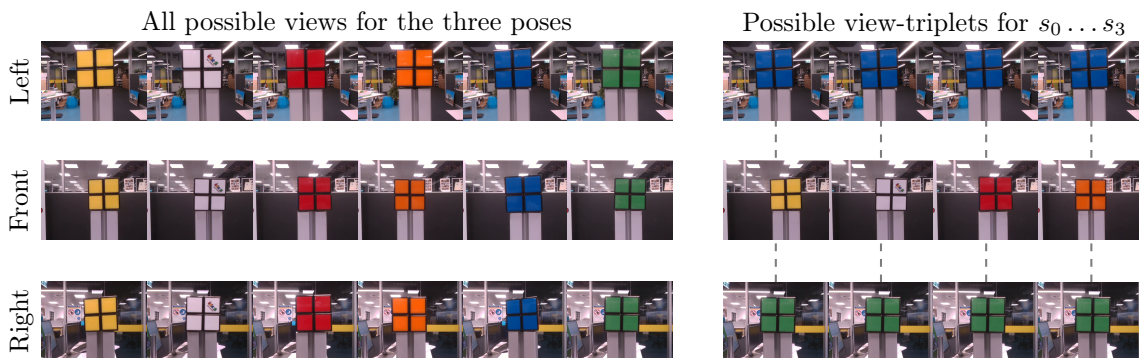 All possible views for the three poses
Possible view-triplets for s₀ … s₃
Left
Front
Right